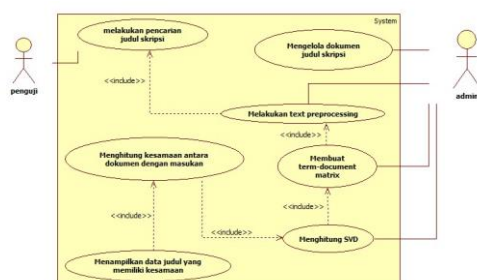 System
melakukan pencarian
judul skripsi
Mengelola dokumen
judul skripsi
penguji
admin
<<include>>
Melakukan text preprocessing
<<include>>
Menghitung kesamaan antara
dokumen dengan masukan
Membuat
term-document
matrix
<<include>>
<<include>>
<<include>>
Menghitung SVD
Menampilkan data judul yang
memiliki kesamaan